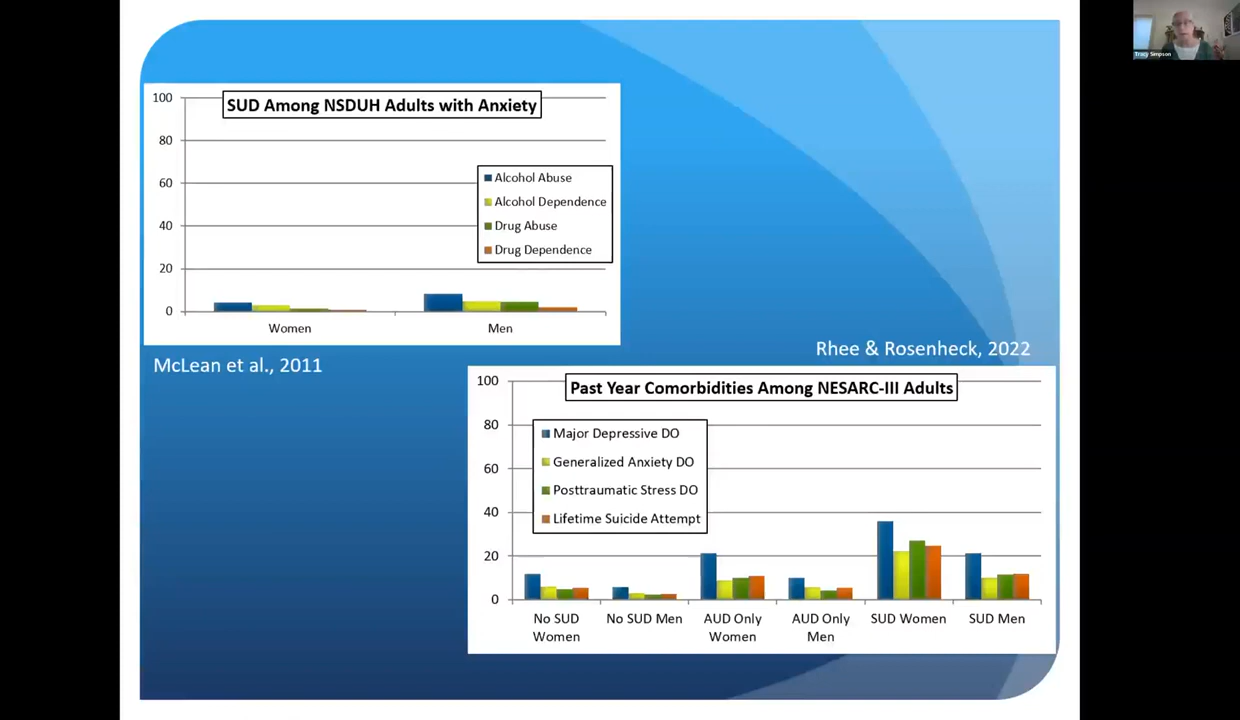 SUD Among NSDUH Adults with Anxiety
100
80
60
40
20
0
Alcohol Abuse
Alcohol Dependence
Drug Abuse
Drug Dependence
Women
Men
McLean et al., 2011
Rhee & Rosenheck, 2022
Past Year Comorbidities Among NESARC-III Adults
100
80
60
40
20
0
Major Depressive DO
Generalized Anxiety DO
Posttraumatic Stress DO
Lifetime Suicide Attempt
No SUD Women
No SUD Men
AUD Only Women
AUD Only Men
SUD Women
SUD Men
Tracy Simpson